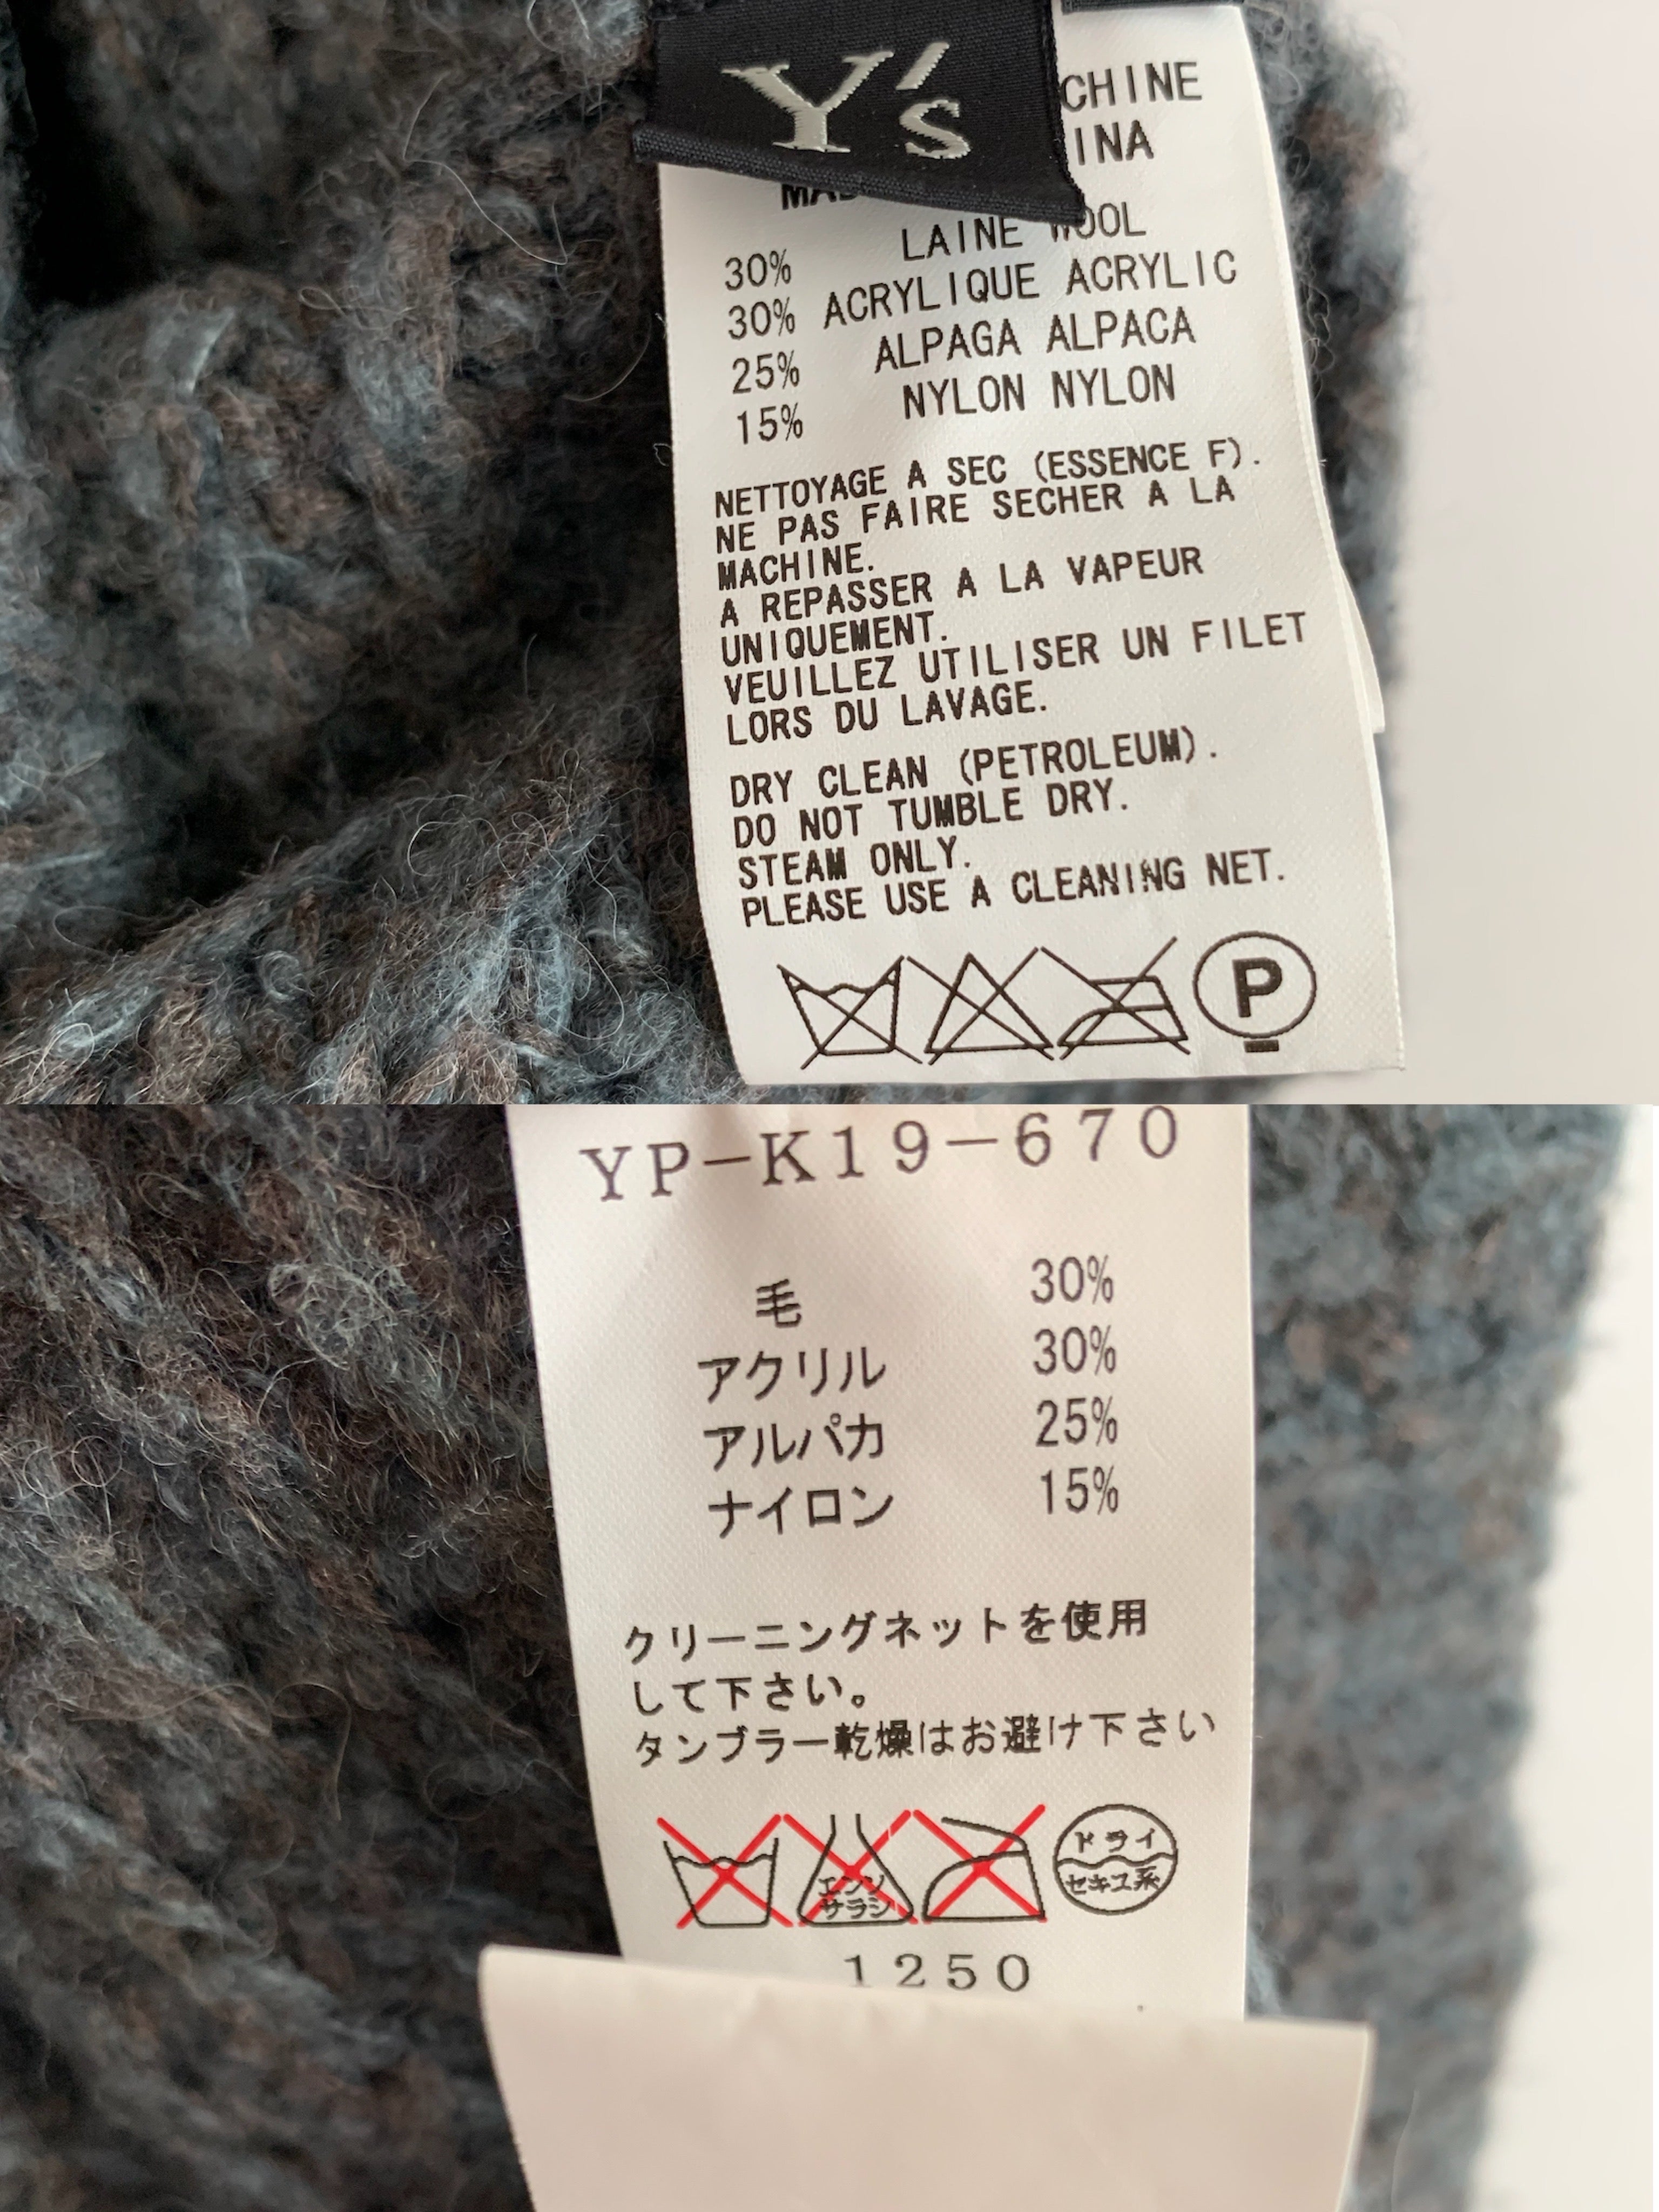 Y's
CHINE
INA
LAINE WOOL
30%
ACRYLIQUE ACRYLIC
30%
ALPAGA ALPACA
25%
NYLON NYLON
15%
NETTOYAGE A SEC (ESSENCE F).
NE PAS FAIRE SECHER A LA
MACHINE.
A REPASSER A LA VAPEUR
UNIQUEMENT.
VEUILLEZ UTILISER UN FILET
LORS DU LAVAGE.
DRY CLEAN (PETROLEUM).
DO NOT TUMBLE DRY.
STEAM ONLY.
PLEASE USE A CLEANING NET.
P
YP-K19-670
毛 30%
アクリル 30%
アルパカ 25%
ナイロン 15%
クリーニングネットを使用
して下さい。
タンブラー乾燥はお避け下さい
エンソ
サラシ
ドライ
セキユ系
1250